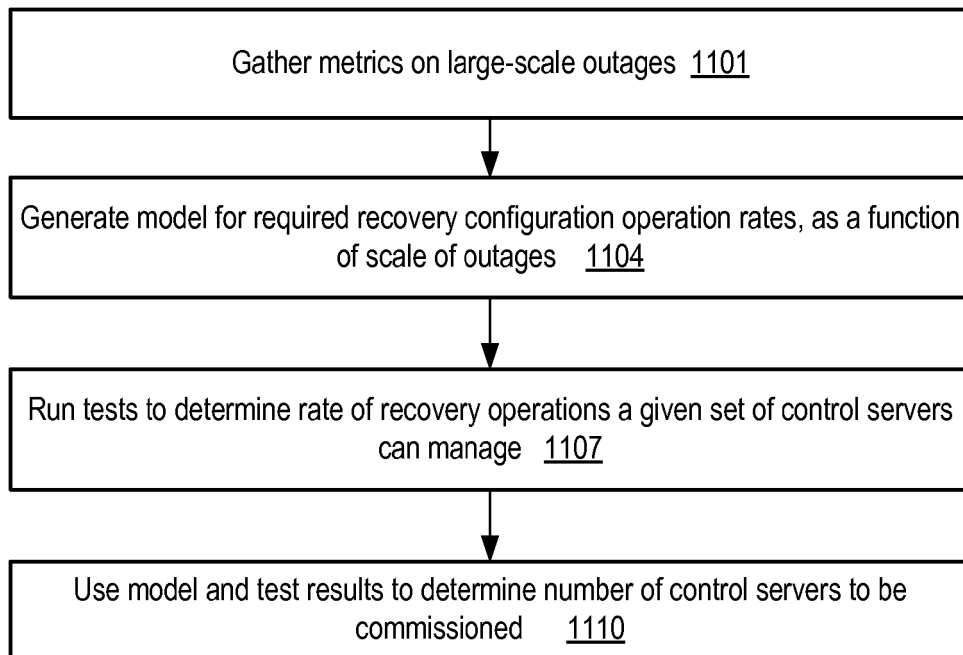 Gather metrics on large-scale outages 1101
Generate model for required recovery configuration operation rates, as a function
of scale of outages 1104
Run tests to determine rate of recovery operations a given set of control servers
can manage 1107
Use model and test results to determine number of control servers to be
commissioned 1110